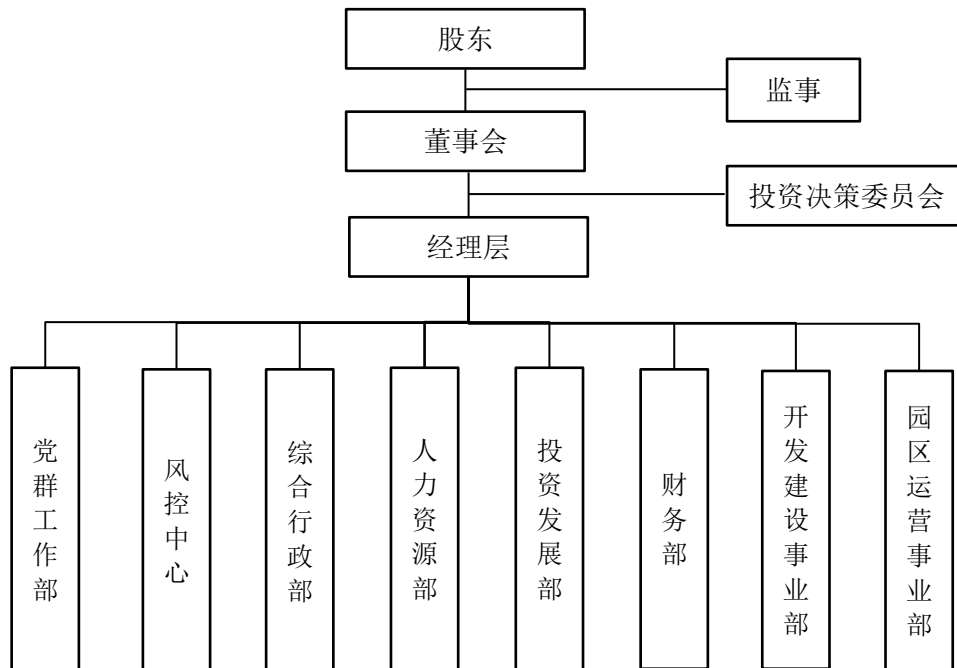 股东
监事
董事会
投资决策委员会
经理层
党群工作部
风控中心
综合行政部
人力资源部
投资发展部
财务部
开发建设事业部
园区运营事业部